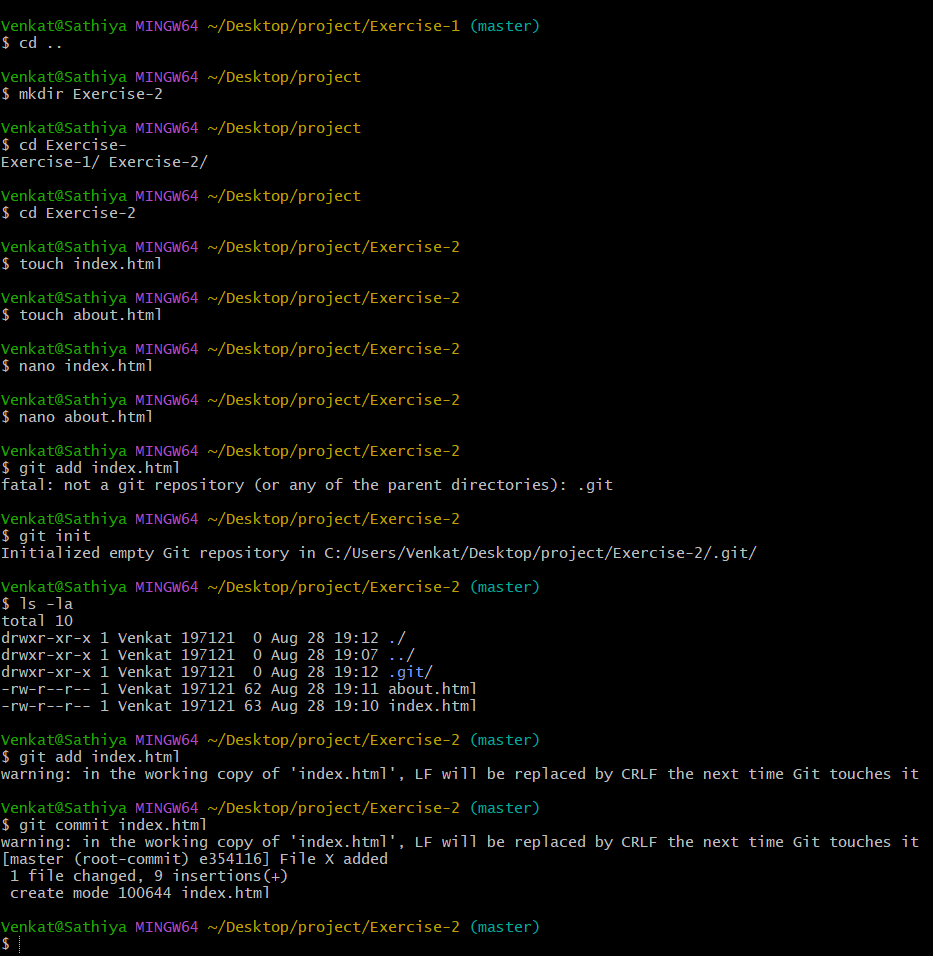 Venkat@Sathiya MINGW64 ~/Desktop/project/Exercise-1 (master)
$ cd ..
Venkat@Sathiya MINGW64 ~/Desktop/project
$ mkdir Exercise-2
Venkat@Sathiya MINGW64 ~/Desktop/project
$ cd Exercise-
Exercise-1/ Exercise-2/
Venkat@Sathiya MINGW64 ~/Desktop/project
$ cd Exercise-2
Venkat@Sathiya MINGW64 ~/Desktop/project/Exercise-2
$ touch index.html
Venkat@Sathiya MINGW64 ~/Desktop/project/Exercise-2
$ touch about.html
Venkat@Sathiya MINGW64 ~/Desktop/project/Exercise-2
$ nano index.html
Venkat@Sathiya MINGW64 ~/Desktop/project/Exercise-2
$ nano about.html
Venkat@Sathiya MINGW64 ~/Desktop/project/Exercise-2
$ git add index.html
fatal: not a git repository (or any of the parent directories): .git
Venkat@Sathiya MINGW64 ~/Desktop/project/Exercise-2
$ git init
Initialized empty Git repository in C:/Users/Venkat/Desktop/project/Exercise-2/.git/
Venkat@Sathiya MINGW64 ~/Desktop/project/Exercise-2 (master)
$ ls -la
total 10
drwxr-xr-x 1 Venkat 197121  0 Aug 28 19:12 ./
drwxr-xr-x 1 Venkat 197121  0 Aug 28 19:07 ../
drwxr-xr-x 1 Venkat 197121  0 Aug 28 19:12 .git/
-rw-r--r-- 1 Venkat 197121 62 Aug 28 19:11 about.html
-rw-r--r-- 1 Venkat 197121 63 Aug 28 19:10 index.html
Venkat@Sathiya MINGW64 ~/Desktop/project/Exercise-2 (master)
$ git add index.html
warning: in the working copy of 'index.html', LF will be replaced by CRLF the next time Git touches it
Venkat@Sathiya MINGW64 ~/Desktop/project/Exercise-2 (master)
$ git commit index.html
warning: in the working copy of 'index.html', LF will be replaced by CRLF the next time Git touches it
[master (root-commit) e354116] File X added
 1 file changed, 9 insertions(+)
 create mode 100644 index.html
Venkat@Sathiya MINGW64 ~/Desktop/project/Exercise-2 (master)
$